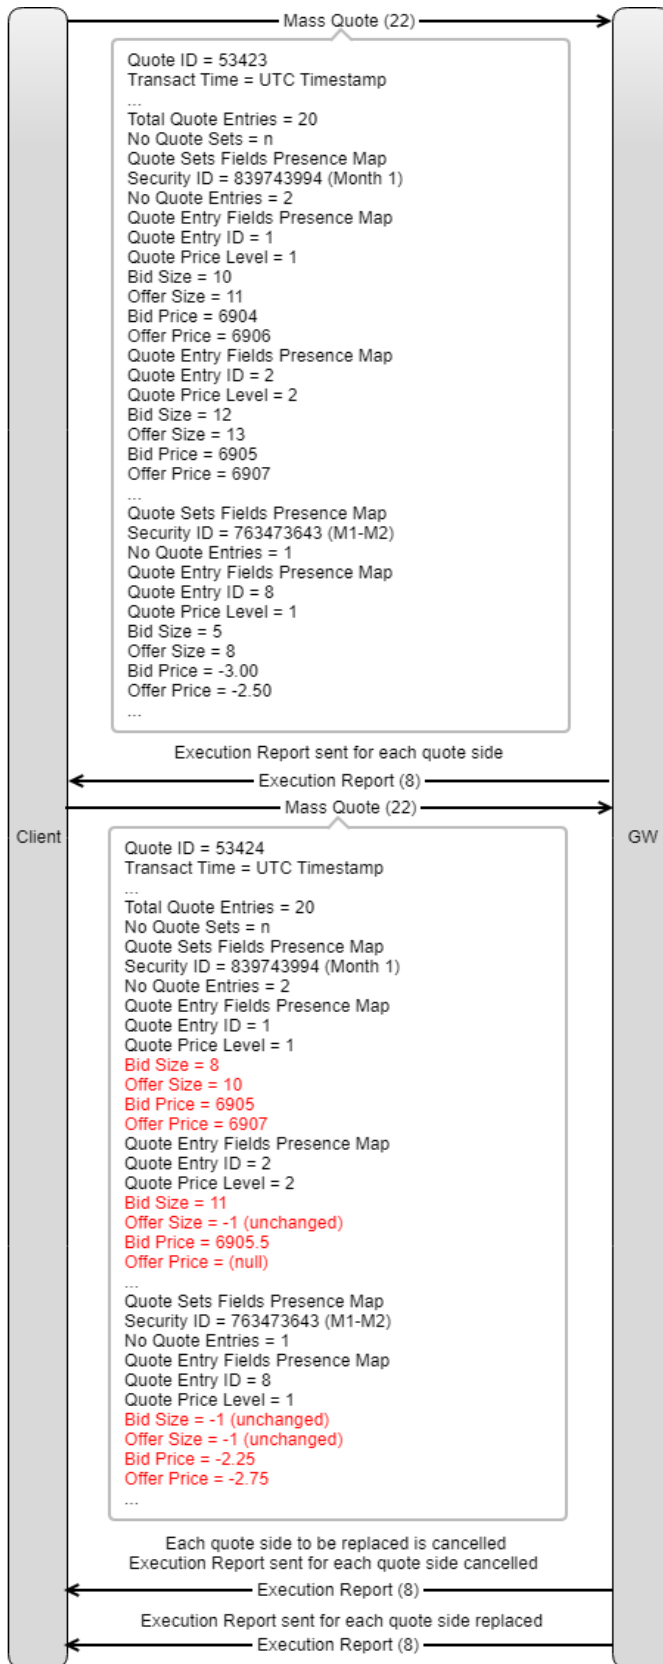 Mass Quote (22)
Quote ID = 53423
Transact Time = UTC Timestamp
...
Total Quote Entries = 20
No Quote Sets = n
Quote Sets Fields Presence Map
Security ID = 839743994 (Month 1)
No Quote Entries = 2
Quote Entry Fields Presence Map
Quote Entry ID = 1
Quote Price Level = 1
Bid Size = 10
Offer Size = 11
Bid Price = 6904
Offer Price = 6906
Quote Entry Fields Presence Map
Quote Entry ID = 2
Quote Price Level = 2
Bid Size = 12
Offer Size = 13
Bid Price = 6905
Offer Price = 6907
...
Quote Sets Fields Presence Map
Security ID = 763473643 (M1-M2)
No Quote Entries = 1
Quote Entry Fields Presence Map
Quote Entry ID = 8
Quote Price Level = 1
Bid Size = 5
Offer Size = 8
Bid Price = -3.00
Offer Price = -2.50
...
Execution Report sent for each quote side
Execution Report (8)
Mass Quote (22)
Client
GW
Quote ID = 53424
Transact Time = UTC Timestamp
...
Total Quote Entries = 20
No Quote Sets = n
Quote Sets Fields Presence Map
Security ID = 839743994 (Month 1)
No Quote Entries = 2
Quote Entry Fields Presence Map
Quote Entry ID = 1
Quote Price Level = 1
Bid Size = 8
Offer Size = 10
Bid Price = 6905
Offer Price = 6907
Quote Entry Fields Presence Map
Quote Entry ID = 2
Quote Price Level = 2
Bid Size = 11
Offer Size = -1 (unchanged)
Bid Price = 6905.5
Offer Price = (null)
...
Quote Sets Fields Presence Map
Security ID = 763473643 (M1-M2)
No Quote Entries = 1
Quote Entry Fields Presence Map
Quote Entry ID = 8
Quote Price Level = 1
Bid Size = -1 (unchanged)
Offer Size = -1 (unchanged)
Bid Price = -2.25
Offer Price = -2.75
...
Each quote side to be replaced is cancelled
Execution Report sent for each quote side cancelled
Execution Report (8)
Execution Report sent for each quote side replaced
Execution Report (8)